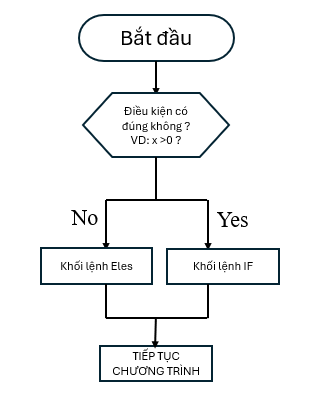 Bắt đầu
Điều kiện có
đúng không ?
VD: x >0 ?
No
Yes
Khối lệnh Eles
Khối lệnh IF
TIẾP TỤC
CHƯƠNG TRÌNH